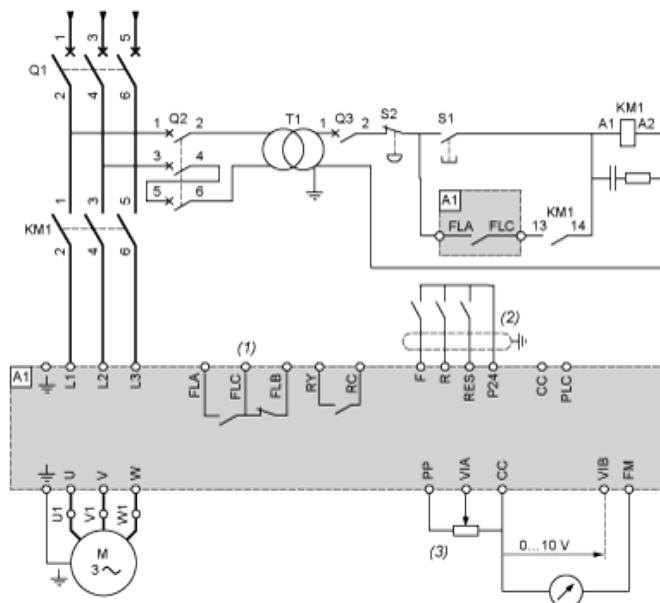 1 3 5
Q1
2 4 6
1 Q2 2
T1
1 Q3 2
S2
S1
KM1
A1 A2
3 4
5 6
A1
FLA FLC
13 KM1 14
1 3 5
KM1
2 4 6
(2)
(1)
A1
L1 L2 L3
FLA FLC FLB RY RC
F R RES P24
CC PLC
U V W
PP VIA CC VIB FM
U1 V1 W1
M
3
(3)
0...10 V